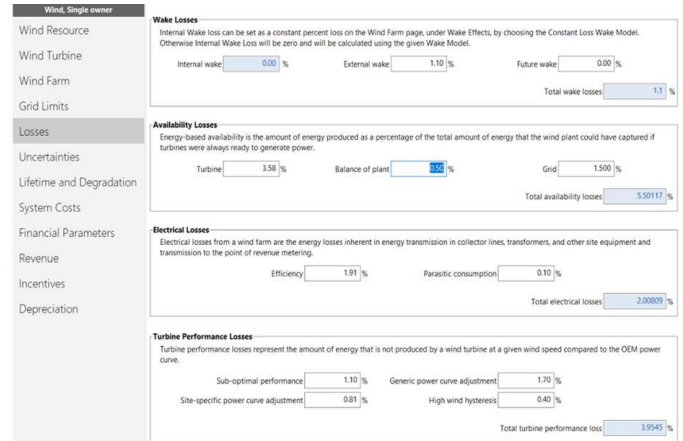 Wind, Single owner
Wind Resource
Wind Turbine
Wind Farm
Grid Limits
Losses
Uncertainties
Lifetime and Degradation
System Costs
Financial Parameters
Revenue
Incentives
Depreciation
Wake Losses
Internal Wake loss can be set as a constant percent loss on the Wind Farm page, under Wake Effects, by choosing the Constant Loss Wake Model.
Otherwise Internal Wake Loss will be zero and will be calculated using the given Wake Model.
Internal wake 0.00 % External wake 1.10 % Future wake 0.00 %
Total wake losses 1.1 %
Availability Losses
Energy-based availability is the amount of energy produced as a percentage of the total amount of energy that the wind plant could have captured if
turbines were always ready to generate power.
Turbine 3.58 % Balance of plant 0.50 % Grid 1.500 %
Total availability losses 5.50117 %
Electrical Losses
Electrical losses from a wind farm are the energy losses inherent in energy transmission in collector lines, transformers, and other site equipment and
transmission to the point of revenue metering.
Efficiency 1.91 % Parasitic consumption 0.10 %
Total electrical losses 2.00809 %
Turbine Performance Losses
Turbine performance losses represent the amount of energy that is not produced by a wind turbine at a given wind speed compared to the OEM power
curve.
Sub-optimal performance 1.10 % Generic power curve adjustment 1.70 %
Site-specific power curve adjustment 0.81 % High wind hysteresis 0.40 %
Total turbine performance loss 3.9545 %